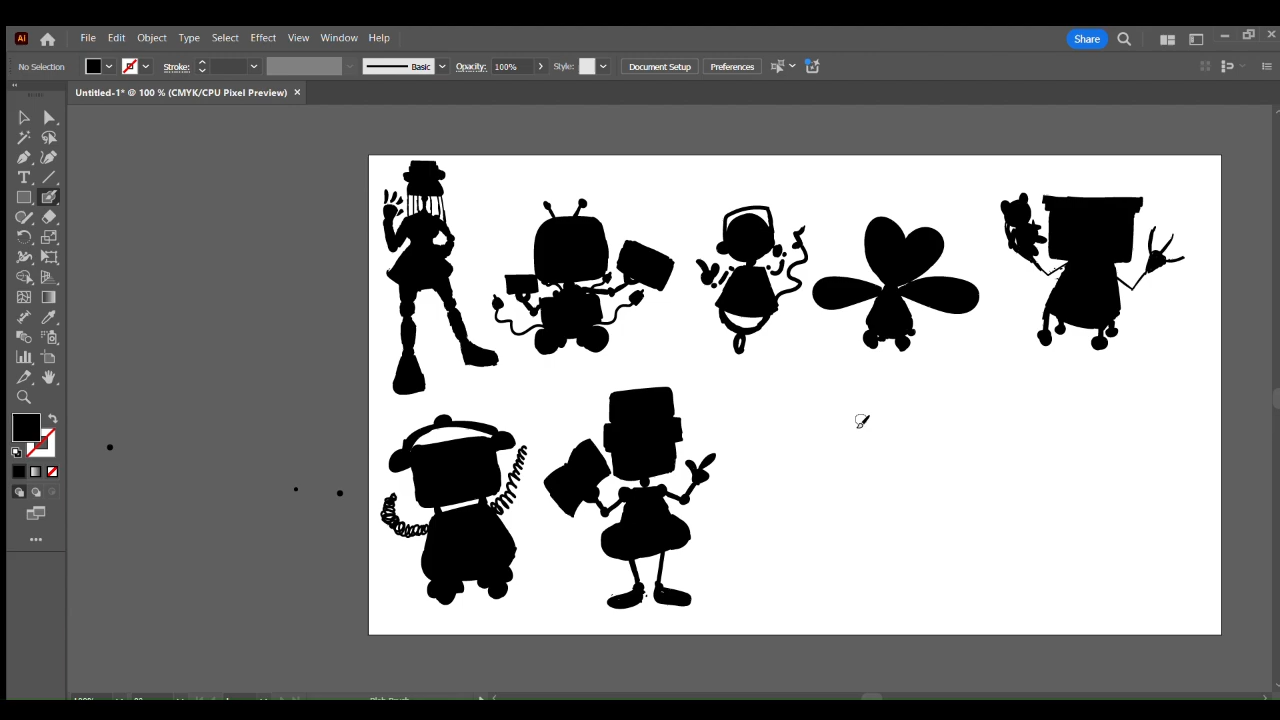 Ai File Edit Object Type Select Effect View Window Help Share
No Selection Stroke: Basic Opacity: 100% Style: Document Setup Preferences
Untitled-1* @ 100 % (CMYK/CPU Pixel Preview) ×